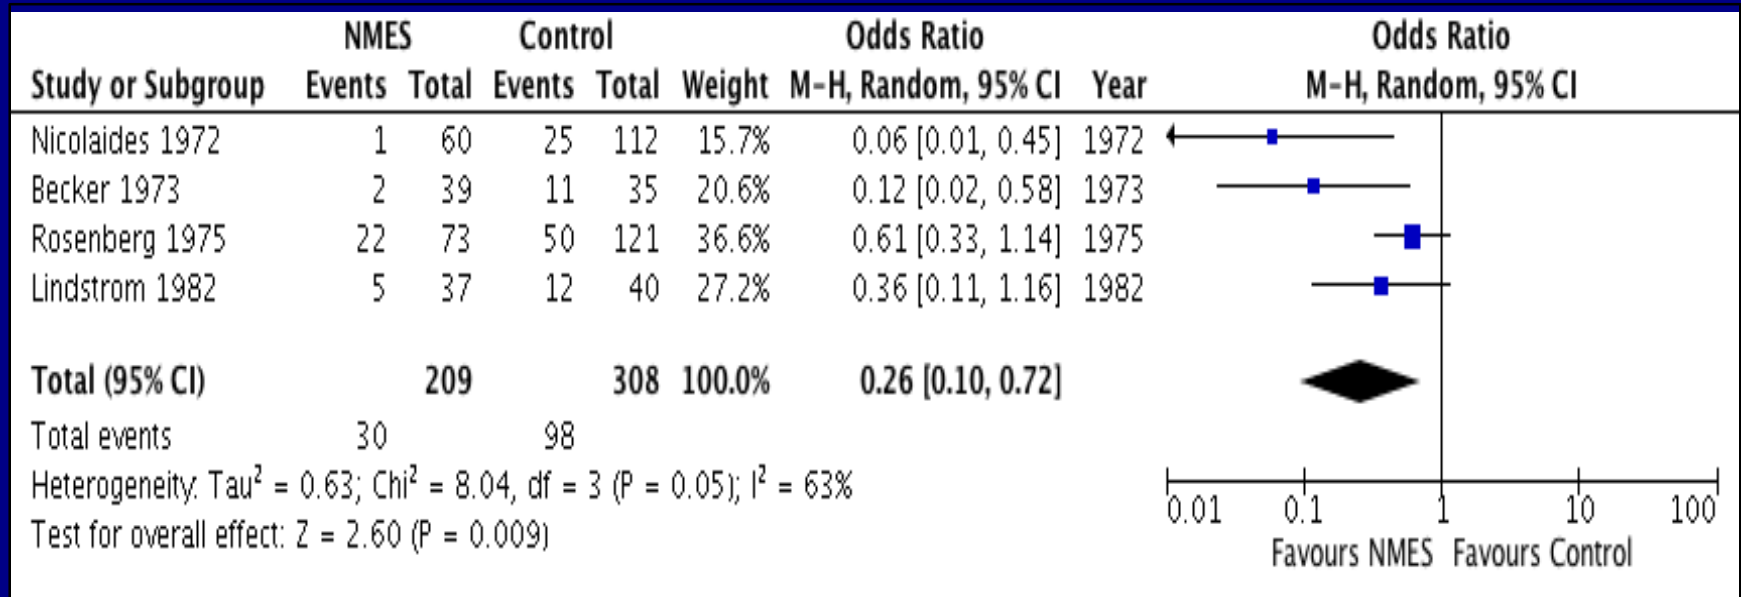 NMES Control Odds Ratio Odds Ratio
Study or Subgroup Events Total Events Total Weight M-H, Random, 95% CI Year M-H, Random, 95% CI
Nicolaides 1972 1 60 25 112 15.7% 0.06 [0.01, 0.45] 1972
Becker 1973 2 39 11 35 20.6% 0.12 [0.02, 0.58] 1973
Rosenberg 1975 22 73 50 121 36.6% 0.61 [0.33, 1.14] 1975
Lindstrom 1982 5 37 12 40 27.2% 0.36 [0.11, 1.16] 1982
Total (95% CI) 209 308 100.0% 0.26 [0.10, 0.72]
Total events 30 98
Heterogeneity: Tau² = 0.63; Chi² = 8.04, df = 3 (P = 0.05); I² = 63%
Test for overall effect: Z = 2.60 (P = 0.009)
0.01 0.1 1 10 100
Favours NMES Favours Control